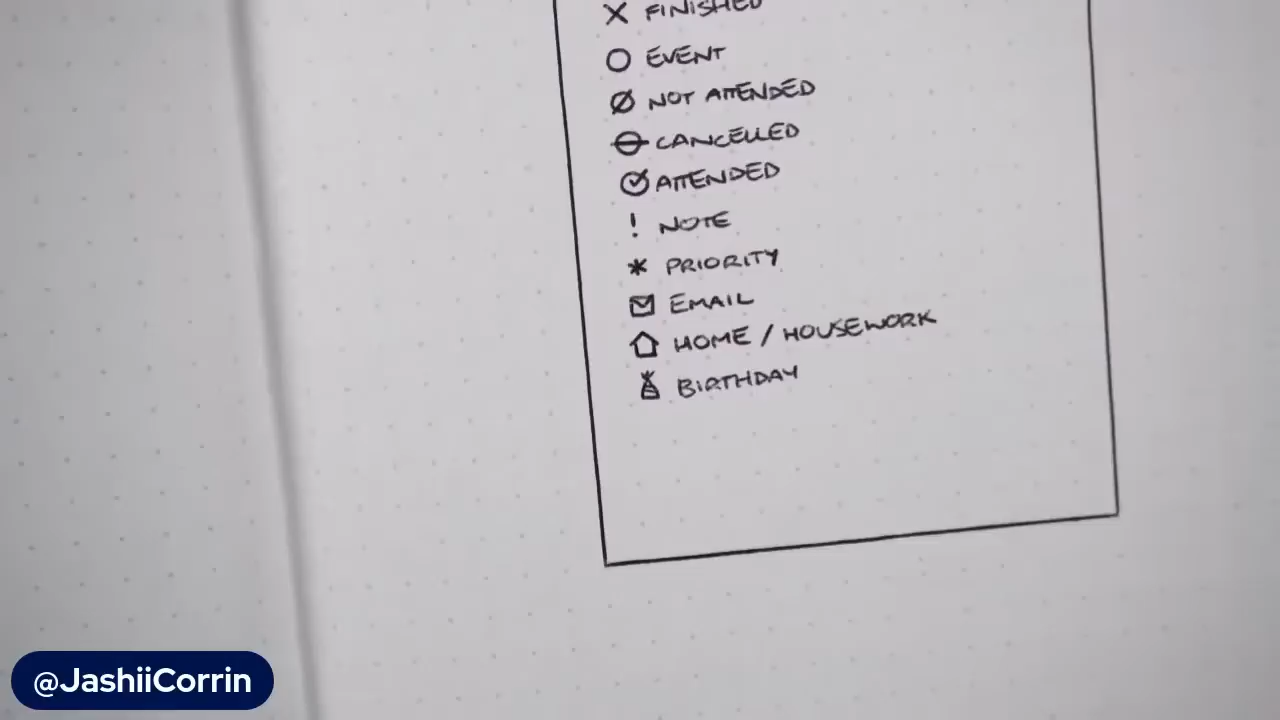 X FINISHED
EVENT
NOT ATTENDED
CANCELLED
ATTENDED
! NOTE
* PRIORITY
EMAIL
HOME / HOUSEWORK
BIRTHDAY
@JashiiCorrin